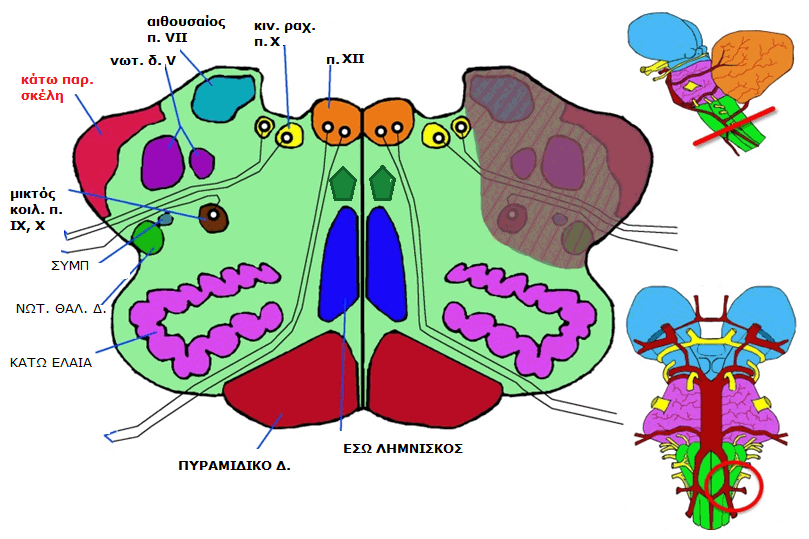 αιθουσαίος
π. VII
κιν. ραχ.
π. X
νωτ. δ. V
π. XII
κάτω παρ.
σκέλη
μικτός
κοιλ. π.
IX, X
ΣΥΜΠ
ΝΩΤ. ΘΑΛ. Δ.
ΚΑΤΩ ΕΛΑΙΑ
ΠΥΡΑΜΙΔΙΚΟ Δ.
ΕΣΩ ΛΗΜΝΙΣΚΟΣ